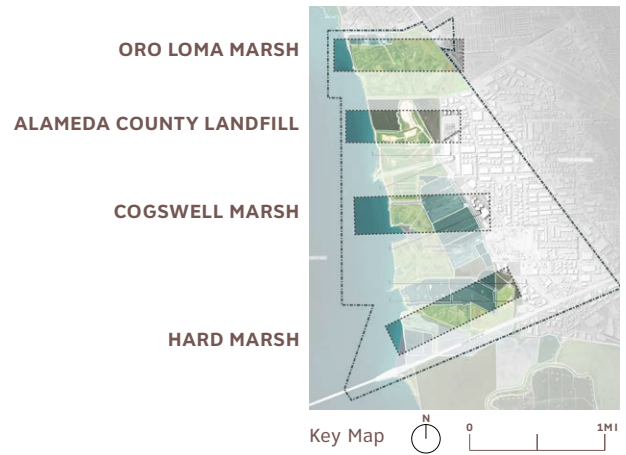 ORO LOMA MARSH
ALAMEDA COUNTY LANDFILL
COGSWELL MARSH
HARD MARSH
Key Map
N
0
1MI